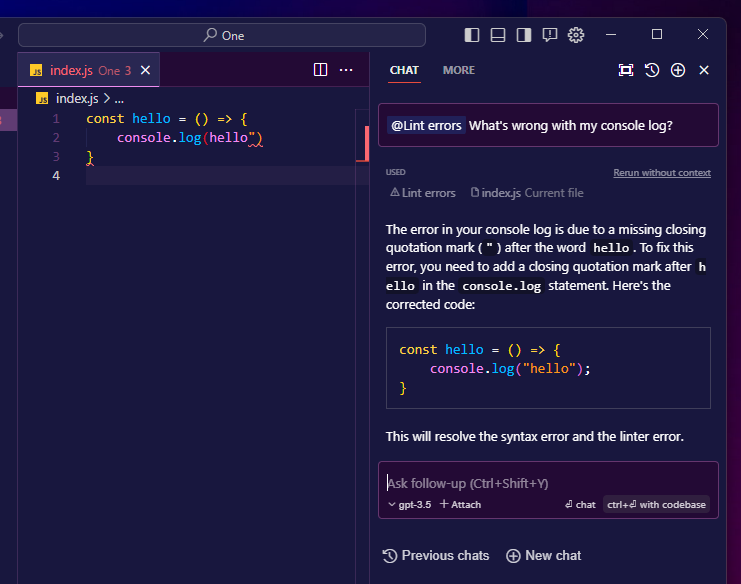 One
JS index.js One 3
CHAT MORE
JS index.js > ...
1 const hello = () => {
2 console.log(hello")
3 }
4
@Lint errors What's wrong with my console log?
USED Rerun without context
Lint errors index.js Current file
The error in your console log is due to a missing closing
quotation mark ( " ) after the word hello . To fix this
error, you need to add a closing quotation mark after h
ello in the console.log statement. Here's the
corrected code:
const hello = () => {
console.log("hello");
}
This will resolve the syntax error and the linter error.
Ask follow-up (Ctrl+Shift+Y)
gpt-3.5 + Attach ⏎ chat ctrl+⏎ with codebase
Previous chats New chat